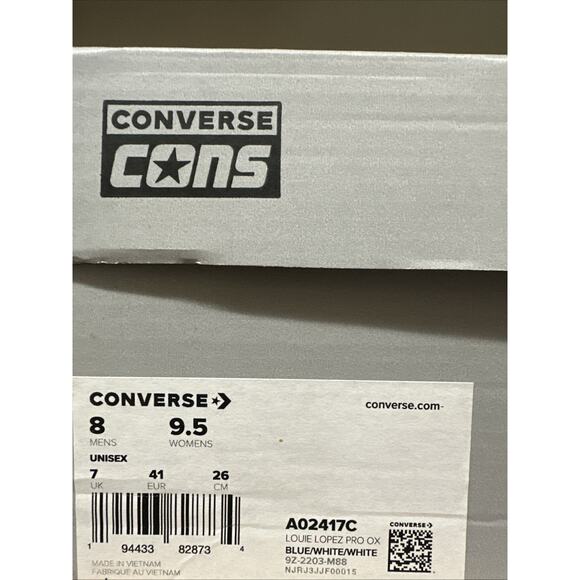 CONVERSE
CONS
CONVERSE
converse.com
8 9.5
MENS WOMENS
UNISEX
7 41 26
UK EUR CM
1 94433 82873 4
A02417C
LOUIE LOPEZ PRO OX
BLUE/WHITE/WHITE
9Z-2203-M88
NJRJ3JJF00015
CONVERSE
MADE IN VIETNAM
FABRIQUÉ AU VIETNAM